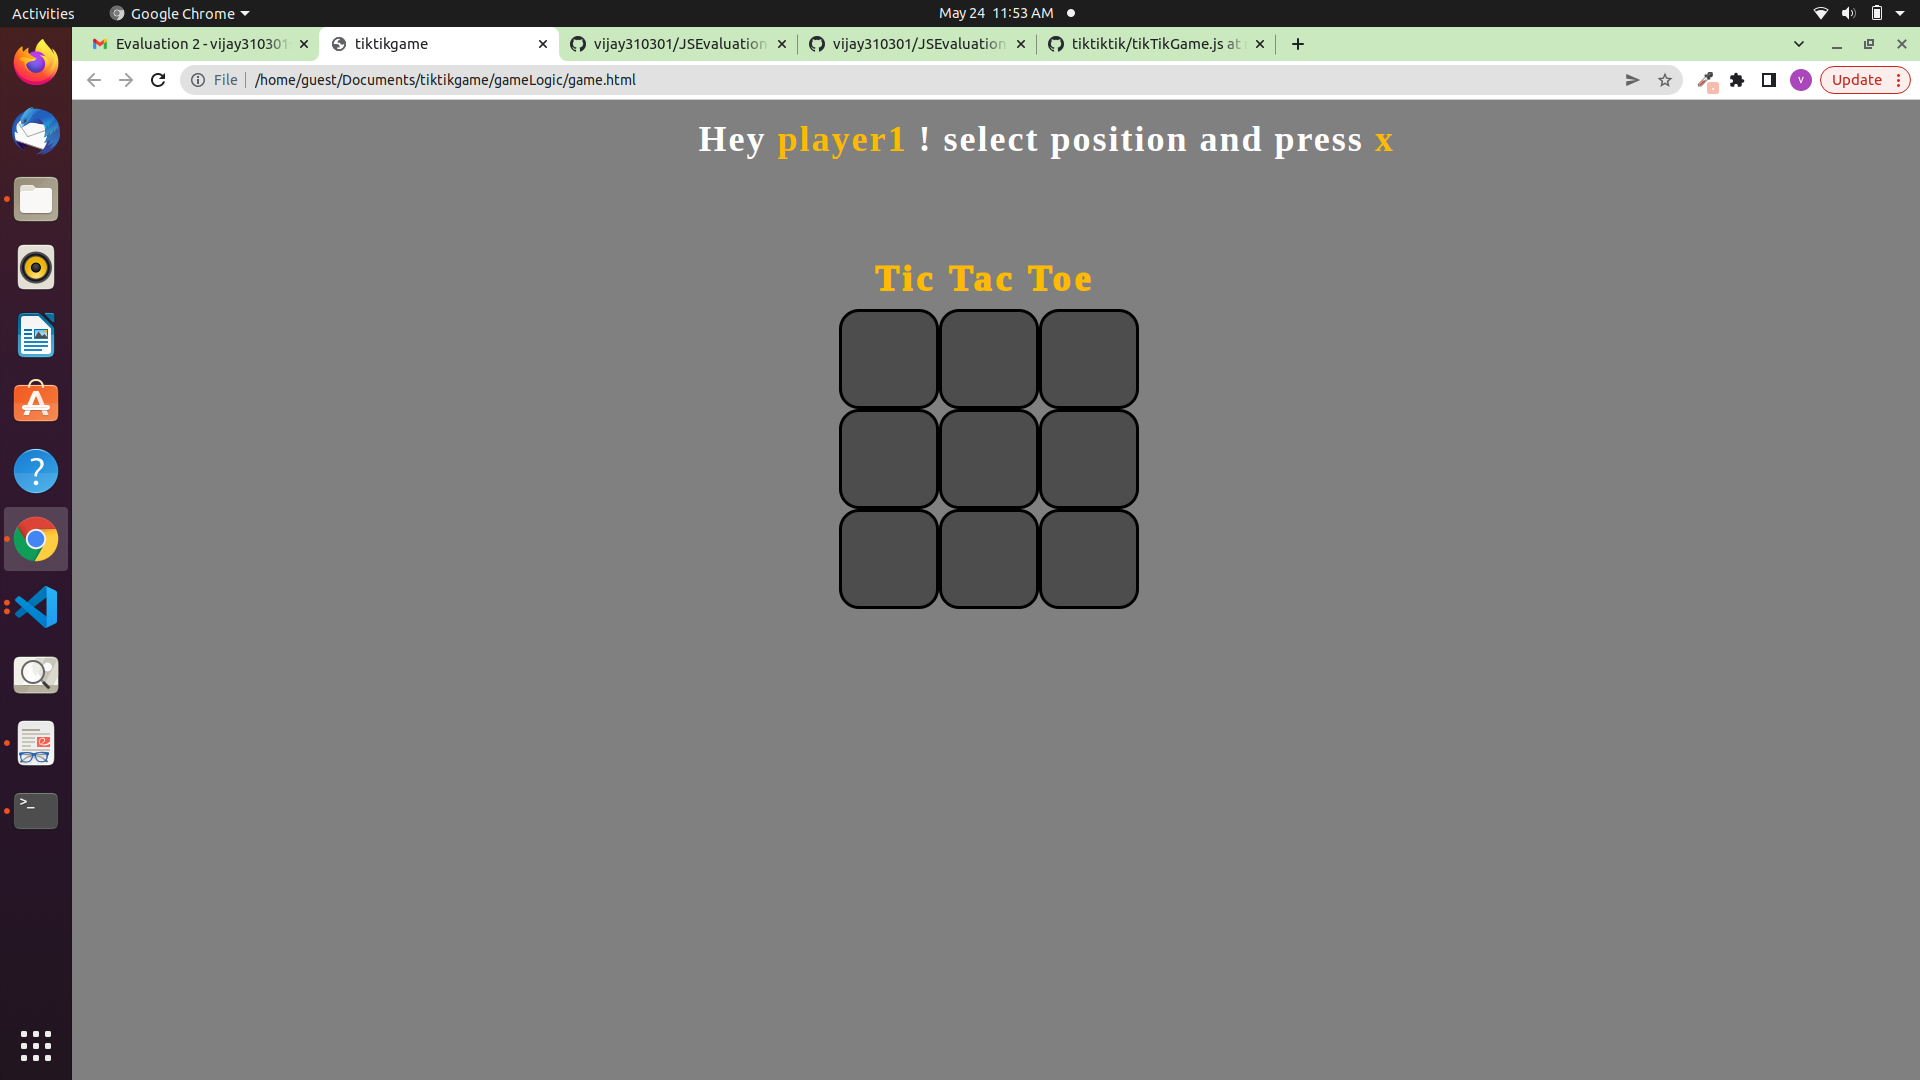 Activities
Google Chrome
May 24 11:53 AM
Evaluation 2 - vijay310301
tiktikgame
vijay310301/JSEvaluation
vijay310301/JSEvaluation
tiktiktik/tikTikGame.js at
File
/home/guest/Documents/tiktikgame/gameLogic/game.html
V
Update
Hey player1 ! select position and press x
Tic Tac Toe